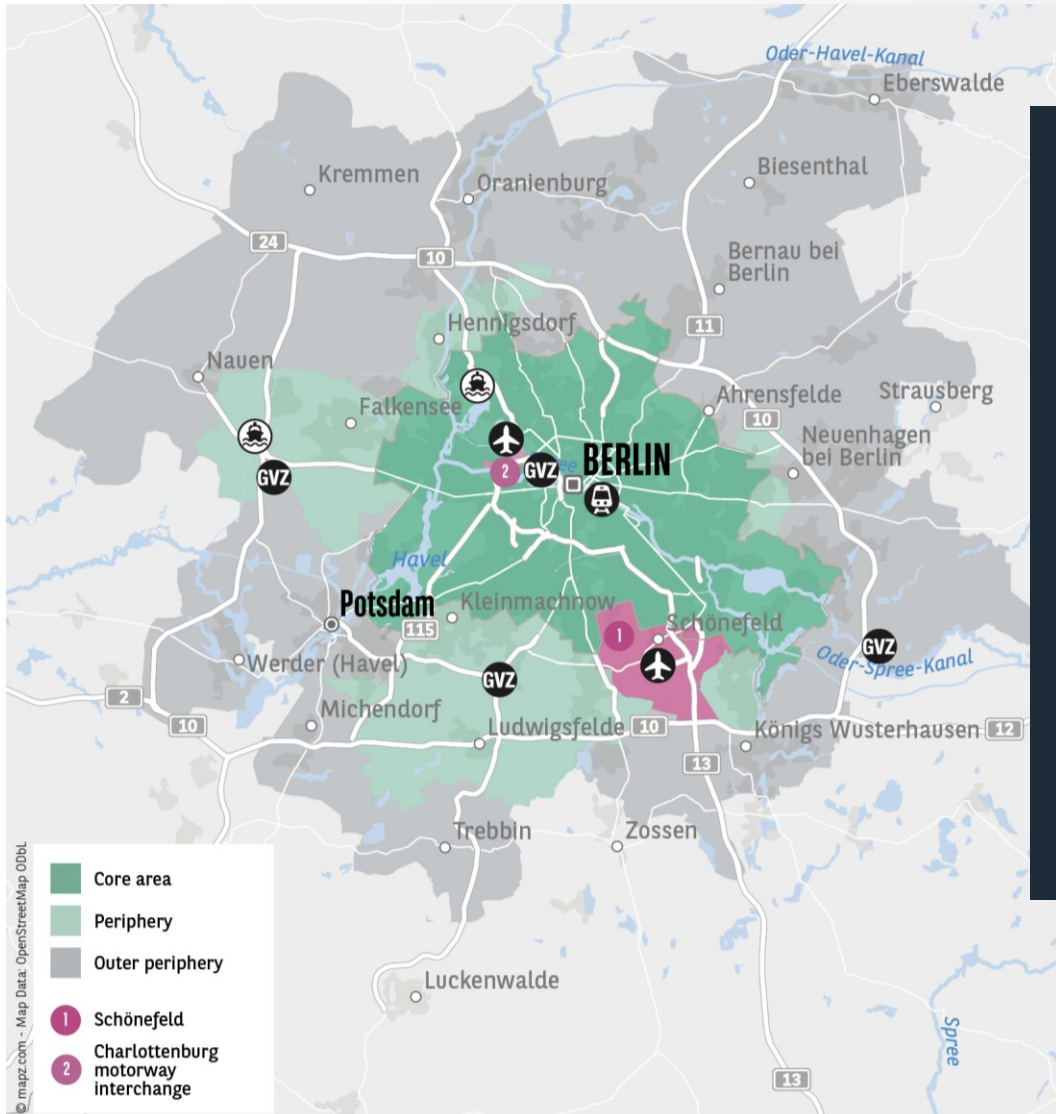 Oder-Havel-Kanal
Eberswalde
Kremmen
Oranienburg
Biesenthal
24
10
Bernau bei
Berlin
Hennigsdorf
11
Nauen
Falkensee
Ahrensfelde
Strausberg
10
Neuenhagen
bei Berlin
BERLIN
2
GVZ
GVZ
Havel
Potsdam
Kleinmachnow
115
1
Schönefeld
GVZ
Oder-Spree-Kanal
Werder (Havel)
GVZ
2
10
Michendorf
Ludwigsfelde
10
Königs Wusterhausen
12
13
Trebbin
Zossen
Core area
Periphery
Outer periphery
1
Schönefeld
2
Charlottenburg
motorway
interchange
Luckenwalde
Spree
13
© mapz.com - Map Data: OpenStreetMap ODbL